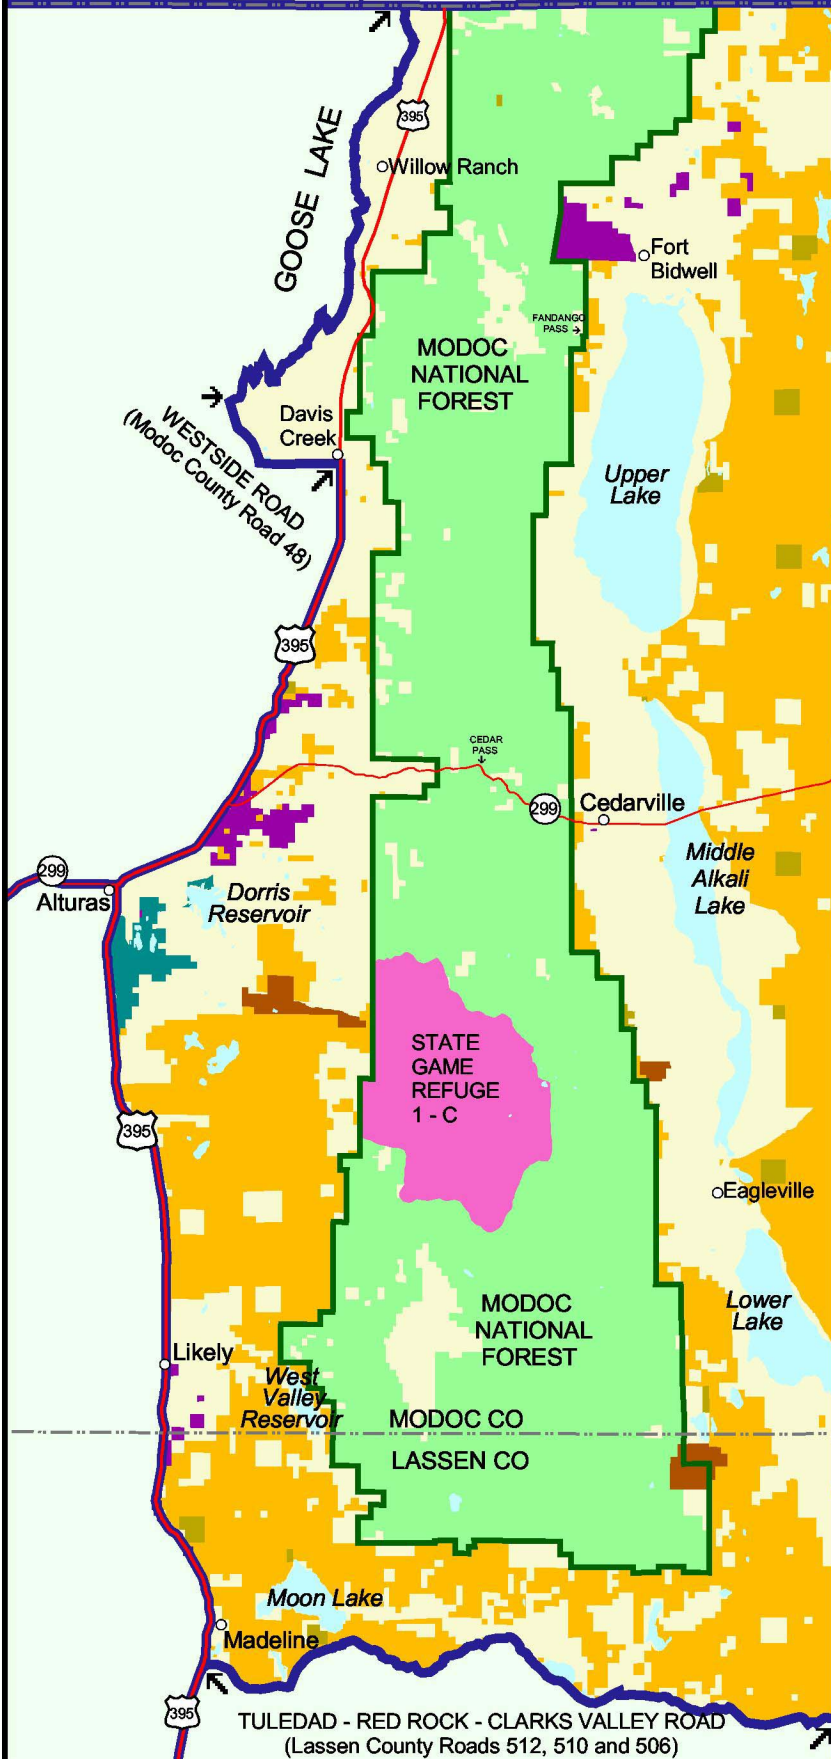 395
GOOSE LAKE
Willow Ranch
Fort
Bidwell
FANDANGO
PASS
MODOC
NATIONAL
FOREST
Davis
Creek
WESTSIDE ROAD
(Modoc County Road 48)
Upper
Lake
395
CEDAR
PASS
299
Cedarville
Middle
Alkali
Lake
299
Alturas
Dorris
Reservoir
STATE
GAME
REFUGE
1 - C
395
Eagleville
Lower
Lake
MODOC
NATIONAL
FOREST
Likely
West
Valley
Reservoir
MODOC CO
LASSEN CO
Moon Lake
Madeline
395
TULEDAD - RED ROCK - CLARKS VALLEY ROAD
(Lassen County Roads 512, 510 and 506)